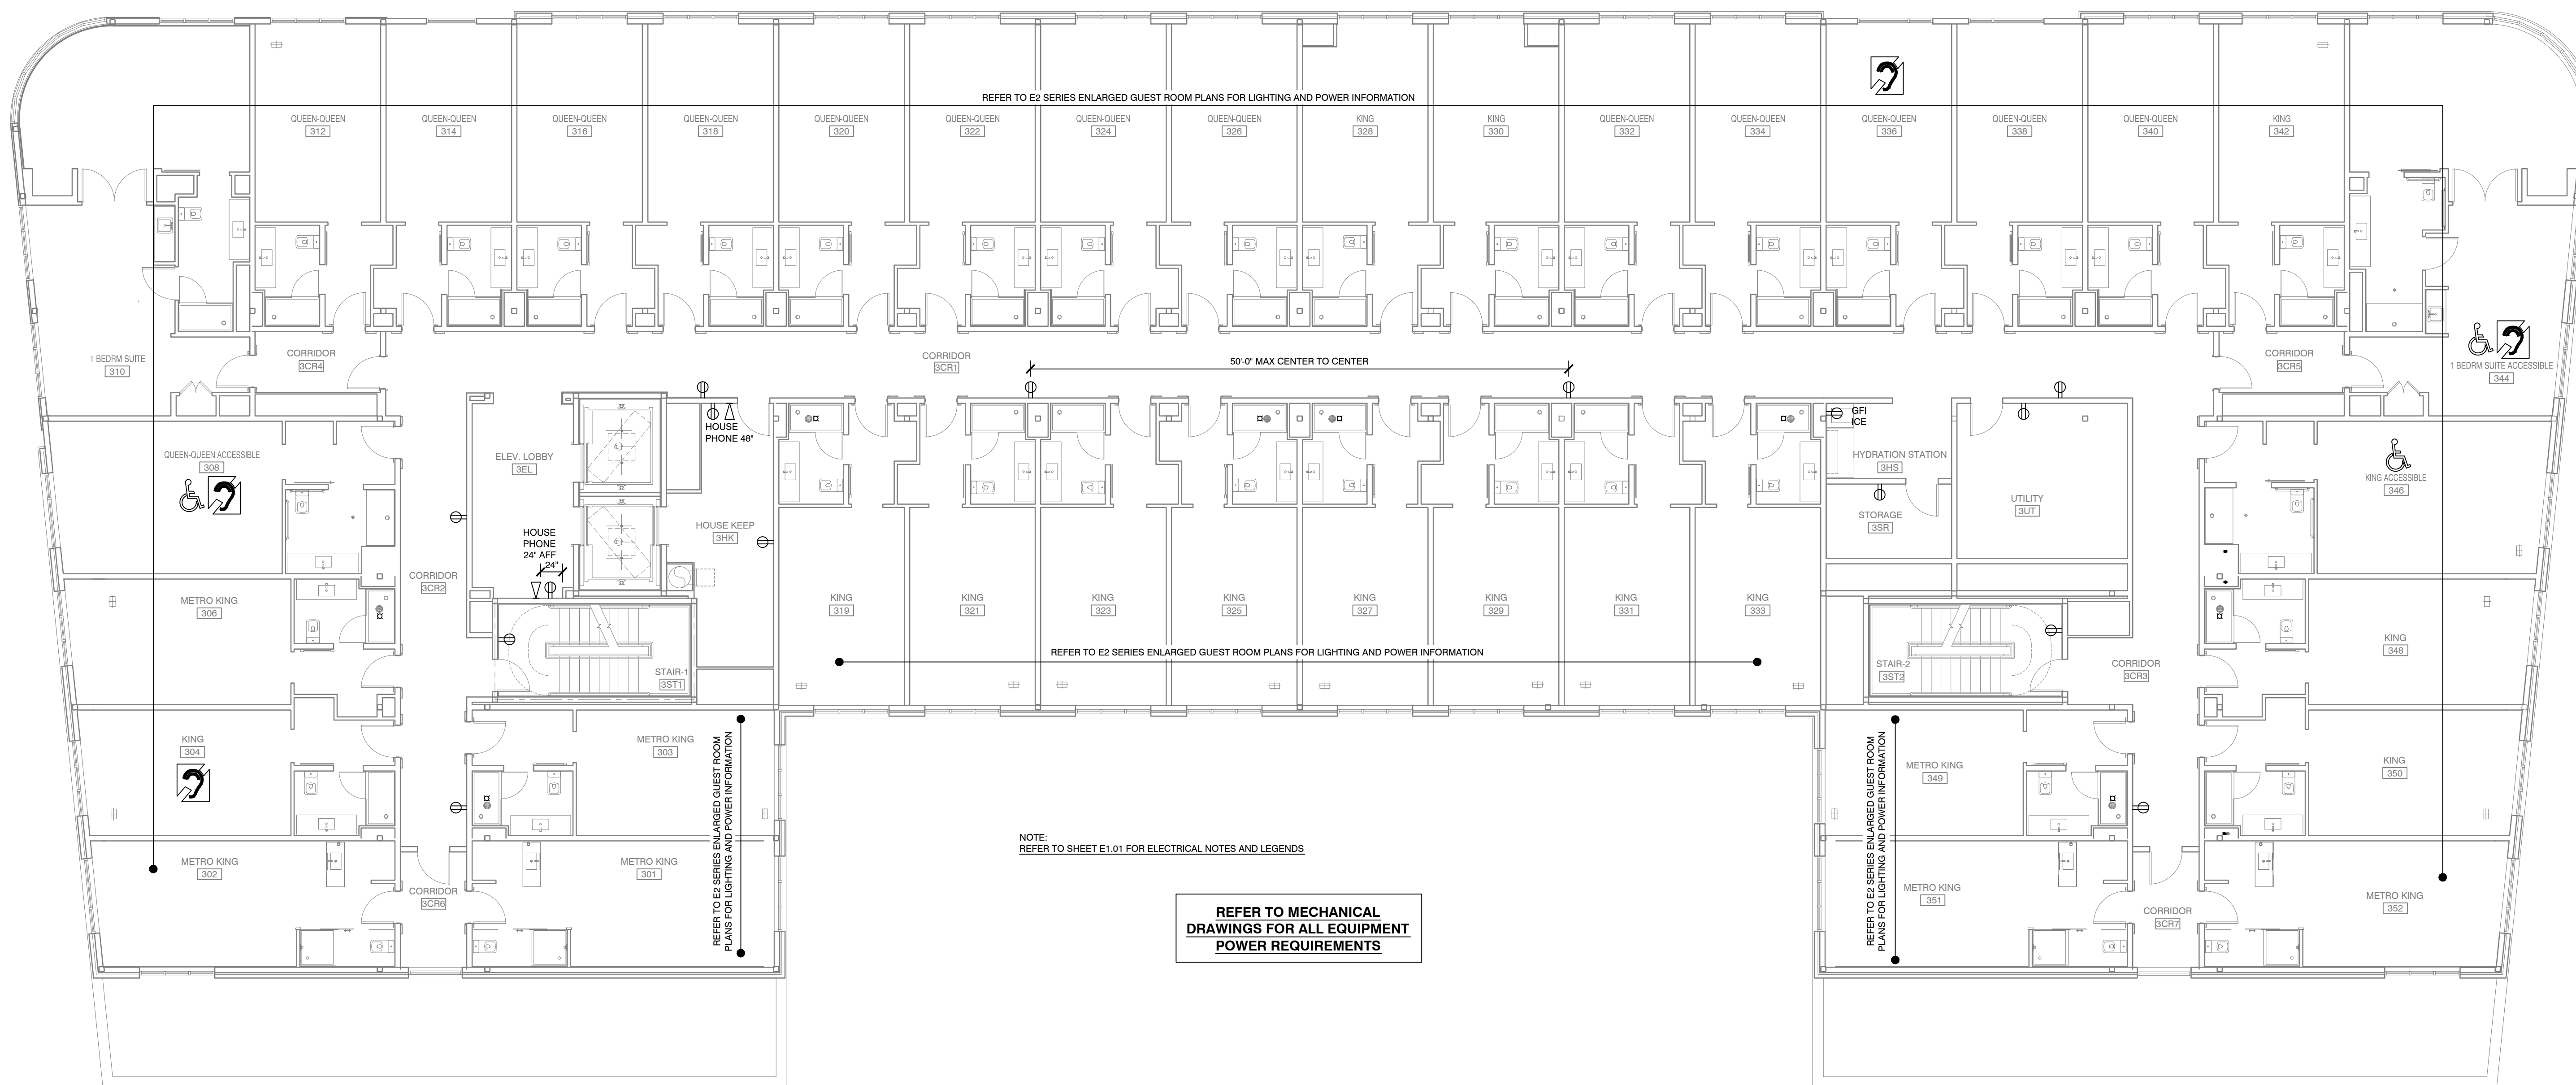 REFER TO E2 SERIES ENLARGED GUEST ROOM PLANS FOR LIGHTING AND POWER INFORMATION
QUEEN-QUEEN
312
QUEEN-QUEEN
314
QUEEN-QUEEN
316
QUEEN-QUEEN
318
QUEEN-QUEEN
320
QUEEN-QUEEN
322
QUEEN-QUEEN
324
QUEEN-QUEEN
326
KING
328
KING
330
QUEEN-QUEEN
332
QUEEN-QUEEN
334
QUEEN-QUEEN
336
QUEEN-QUEEN
338
QUEEN-QUEEN
340
KING
342
1 BEDRM SUITE
310
CORRIDOR
3CR4
CORRIDOR
3CR1
50'-0" MAX CENTER TO CENTER
CORRIDOR
3CR5
1 BEDRM SUITE ACCESSIBLE
344
HOUSE
PHONE 48"
GFI
ICE
QUEEN-QUEEN ACCESSIBLE
308
ELEV. LOBBY
3EL
HYDRATION STATION
3HS
KING ACCESSIBLE
346
UTILITY
3UT
STORAGE
3SR
HOUSE KEEP
3HK
HOUSE
PHONE
24" AFF
24"
CORRIDOR
3CR2
METRO KING
306
KING
319
KING
321
KING
323
KING
325
KING
327
KING
329
KING
331
KING
333
KING
348
REFER TO E2 SERIES ENLARGED GUEST ROOM PLANS FOR LIGHTING AND POWER INFORMATION
STAIR-1
3ST1
STAIR-2
3ST2
CORRIDOR
3CR3
KING
304
METRO KING
303
REFER TO E2 SERIES ENLARGED GUEST ROOM
PLANS FOR LIGHTING AND POWER INFORMATION
METRO KING
349
REFER TO E2 SERIES ENLARGED GUEST ROOM
PLANS FOR LIGHTING AND POWER INFORMATION
KING
350
NOTE:
REFER TO SHEET E1.01 FOR ELECTRICAL NOTES AND LEGENDS
METRO KING
302
METRO KING
301
CORRIDOR
3CR6
METRO KING
351
METRO KING
352
CORRIDOR
3CR7
REFER TO MECHANICAL
DRAWINGS FOR ALL EQUIPMENT
POWER REQUIREMENTS